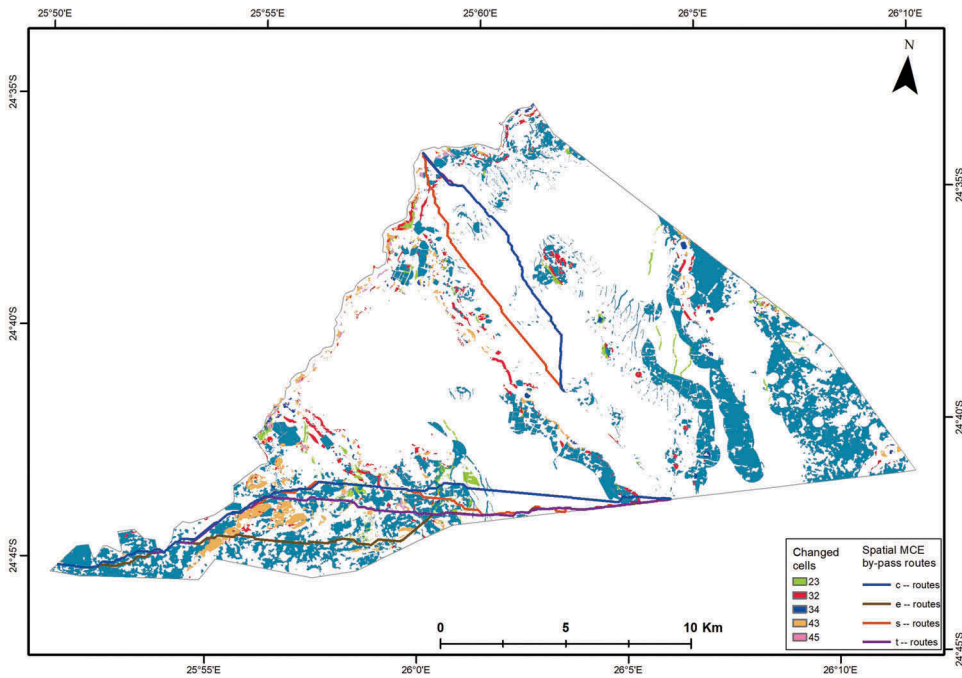 25°50'E 25°55'E 25°60'E 26°5'E 26°10'E
N
24°35'S
24°35'S
24°40'S
24°40'S
24°45'S
24°45'S
Changed cells
23
32
34
43
45
Spatial MCE
by-pass routes
c -- routes
e -- routes
s -- routes
t -- routes
0 5 10 Km
25°55'E 26°0'E 26°5'E 26°10'E